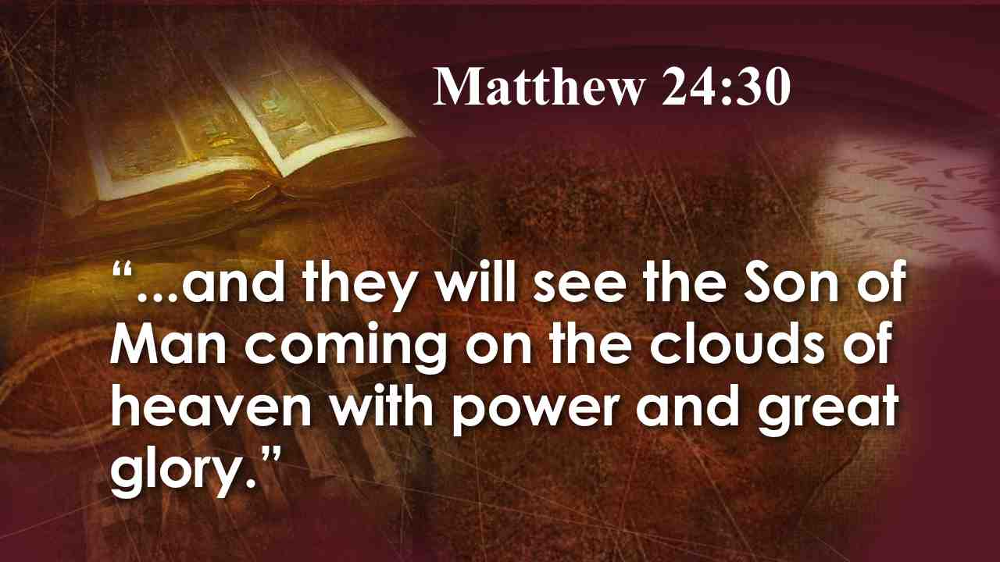 Matthew 24:30
“...and they will see the Son of
Man coming on the clouds of
heaven with power and great
glory.”